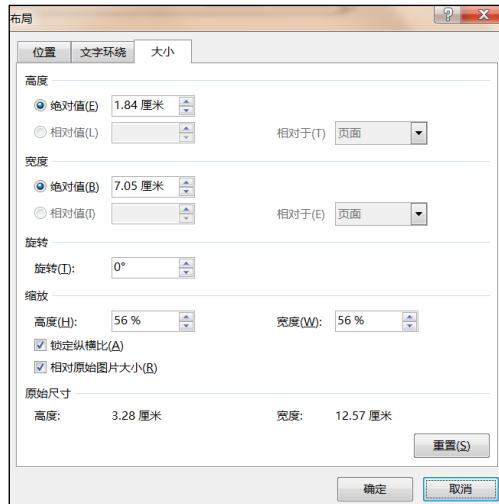 布局
位置 文字环绕 大小
高度
绝对值(E) 1.84 厘米
相对值(L) 相对于(T) 页面
宽度
绝对值(B) 7.05 厘米
相对值(I) 相对于(E) 页面
旋转
旋转(T): 0°
缩放
高度(H): 56 % 宽度(W): 56 %
锁定纵横比(A)
相对原始图片大小(R)
原始尺寸
高度: 3.28 厘米 宽度: 12.57 厘米
重置(S)
确定 取消